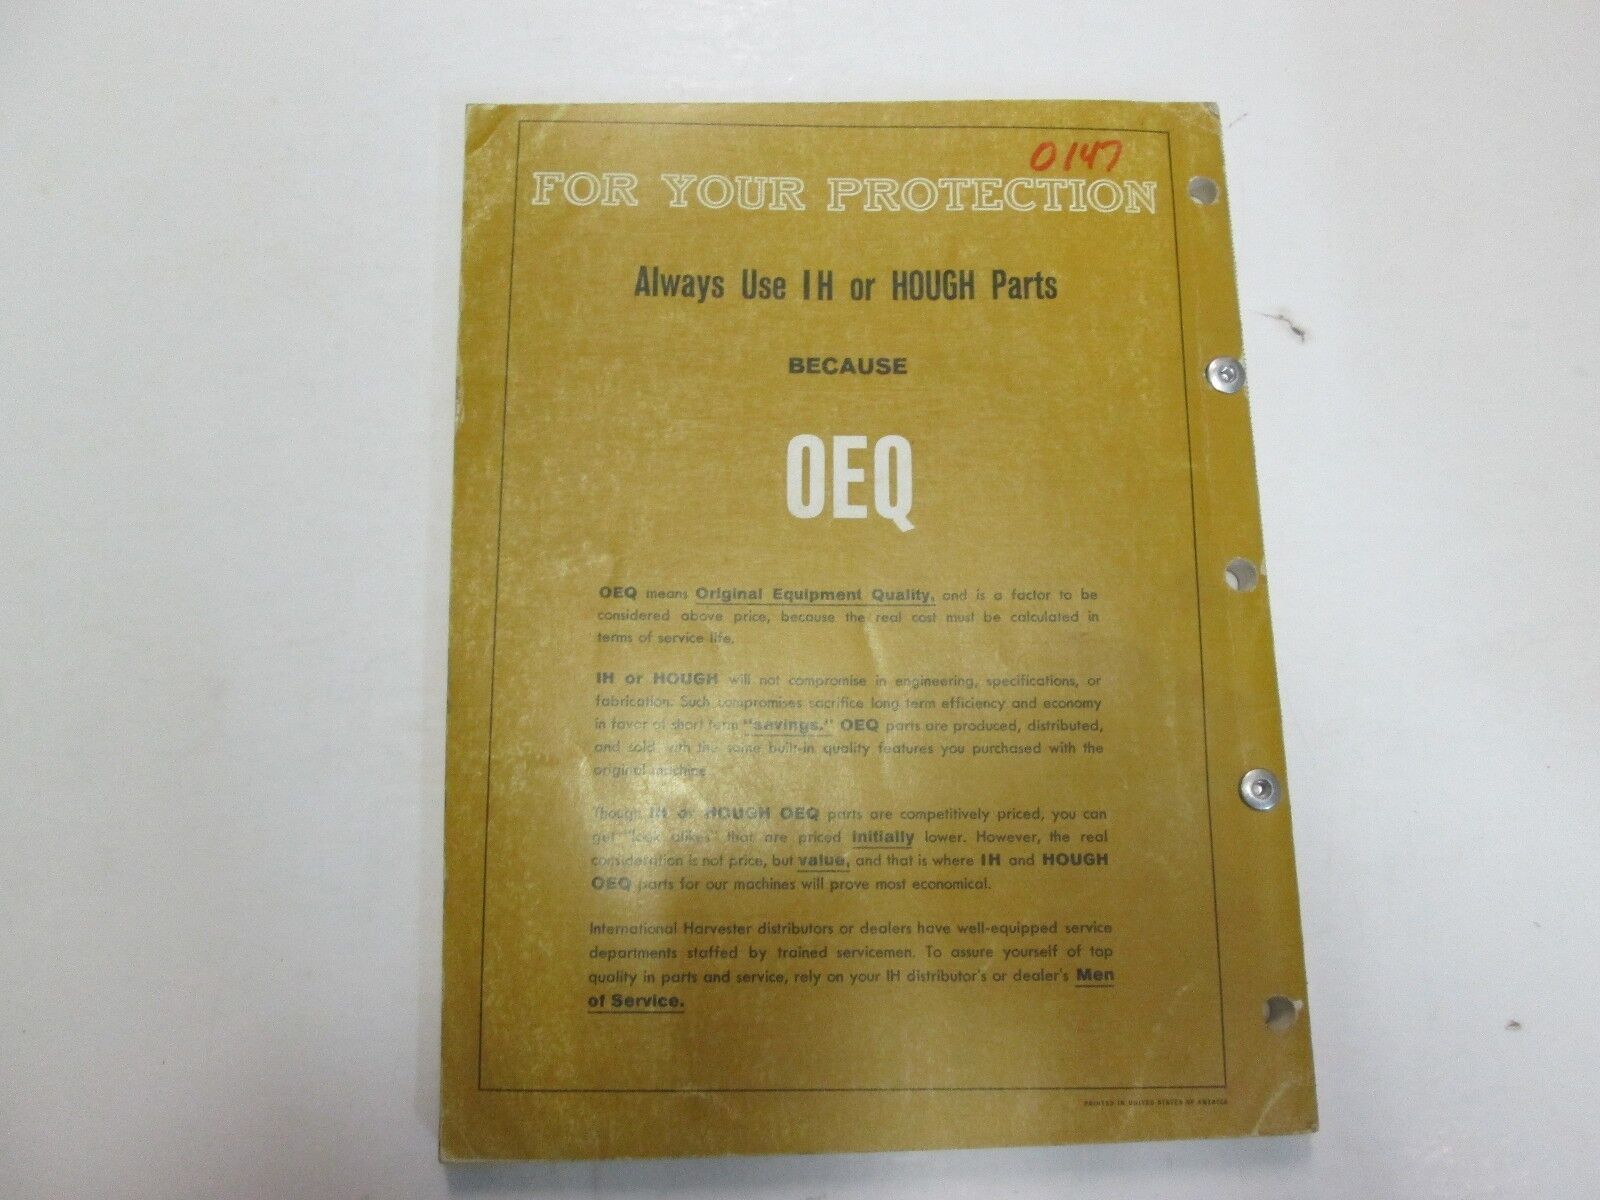 0147
FOR YOUR PROTECTION
Always Use IH or HOUGH Parts
BECAUSE
OEQ
OEQ means Original Equipment Quality, and is a factor to be
considered above price, because the real cost must be calculated in
terms of service life.
IH or HOUGH will not compromise in engineering, specifications, or
fabrication. Such compromises sacrifice long term efficiency and economy
in favor of short term "savings." OEQ parts are produced, distributed,
and sold with the same built-in quality features you purchased with the
original machine.
Though IH or HOUGH OEQ parts are competitively priced, you can
get "look alikes" that are priced initially lower. However, the real
consideration is not price, but value, and that is where IH and HOUGH
OEQ parts for our machines will prove most economical.
International Harvester distributors or dealers have well-equipped service
departments staffed by trained servicemen. To assure yourself of top
quality in parts and service, rely on your IH distributor's or dealer's Men
of Service.
PRINTED IN UNITED STATES OF AMERICA